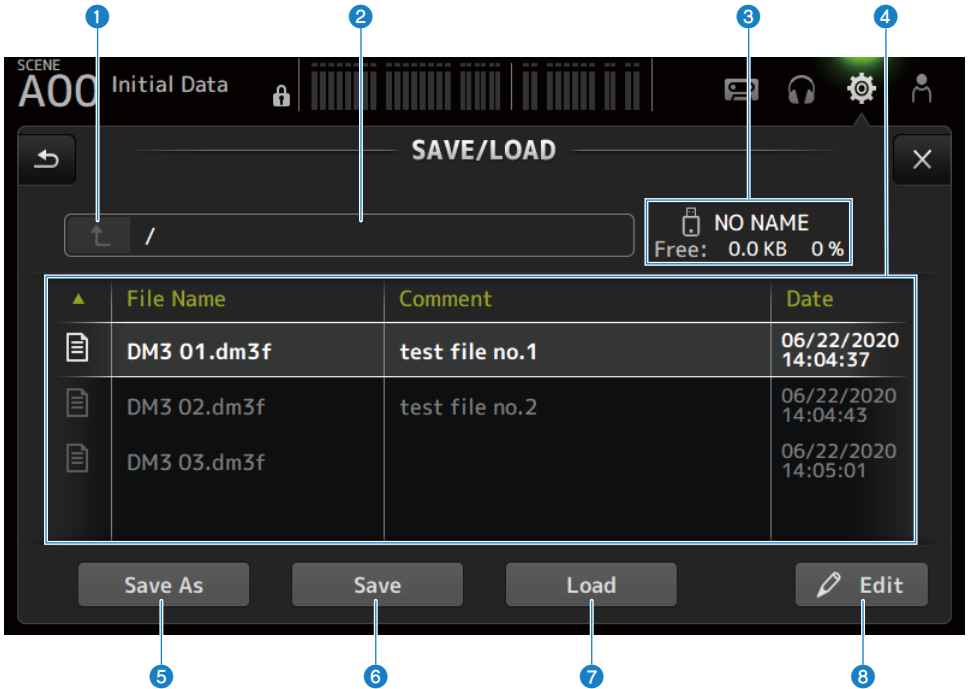 1 2 3 4
SCENE
A00 Initial Data
SAVE/LOAD
/
NO NAME
Free: 0.0 KB 0 %
▲ File Name Comment Date
DM3 01.dm3f test file no.1 06/22/2020
14:04:37
DM3 02.dm3f test file no.2 06/22/2020
14:04:43
DM3 03.dm3f 06/22/2020
14:05:01
Save As Save Load Edit
5 6 7 8